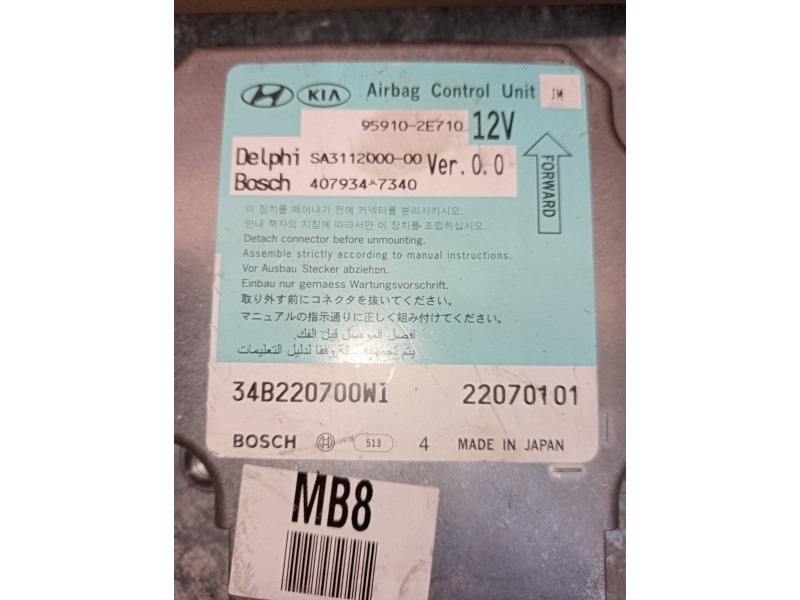 HYUNDAI KIA Airbag Control Unit JM
95910-2E710 12V
Delphi SA3112000-00 Ver.0.0
Bosch 407934-7340
FORWARD
이 장치를 떼어내기 전에 커넥터를 분리시키시오.
안내 책자의 지침에 따라서만 이 장치를 조립하십시오.
Detach connector before unmounting.
Assemble strictly according to manual instructions.
Vor Ausbau Stecker abziehen.
Einbau nur gemaess Wartungsvorschrift.
取り外す前にコネクタを抜いてください。
マニュアルの指示通りに正しく組み付けてください。
افصل الموصل قبل الفك.
يتم تجميعه وفقا لدليل التعليمات
34B220700WI 22070101
BOSCH 513 4 MADE IN JAPAN
MB8